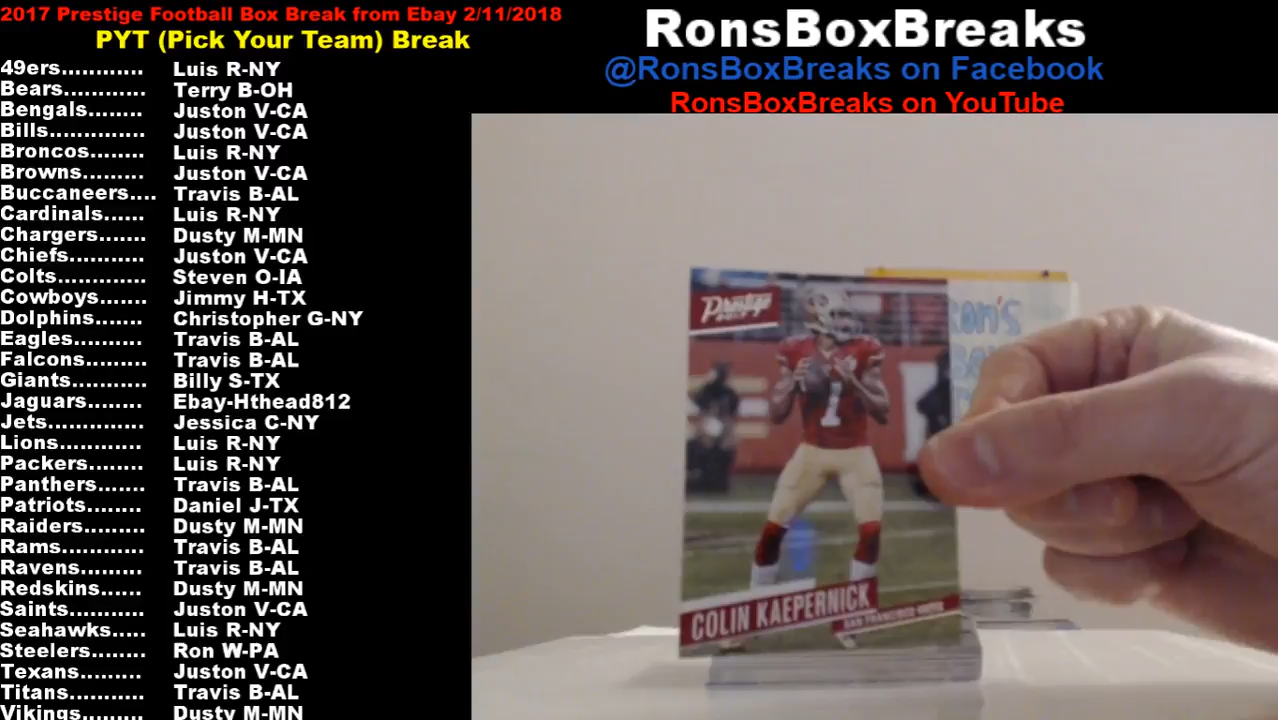 2017 Prestige Football Box Break from Ebay 2/11/2018
PYT (Pick Your Team) Break
49ers............ Luis R-NY
Bears............ Terry B-OH
Bengals........ Juston V-CA
Bills.............. Juston V-CA
Broncos........ Luis R-NY
Browns......... Juston V-CA
Buccaneers.... Travis B-AL
Cardinals...... Luis R-NY
Chargers....... Dusty M-MN
Chiefs........... Juston V-CA
Colts............. Steven O-IA
Cowboys....... Jimmy H-TX
Dolphins....... Christopher G-NY
Eagles.......... Travis B-AL
Falcons......... Travis B-AL
Giants........... Billy S-TX
Jaguars........ Ebay-Hthead812
Jets.............. Jessica C-NY
Lions............ Luis R-NY
Packers........ Luis R-NY
Panthers....... Travis B-AL
Patriots........ Daniel J-TX
Raiders......... Dusty M-MN
Rams............ Travis B-AL
Ravens......... Travis B-AL
Redskins...... Dusty M-MN
Saints........... Juston V-CA
Seahawks..... Luis R-NY
Steelers........ Ron W-PA
Texans......... Juston V-CA
Titans........... Travis B-AL
Vikings......... Dusty M-MN
RonsBoxBreaks
@RonsBoxBreaks on Facebook
RonsBoxBreaks on YouTube
Prestige
1
COLIN KAEPERNICK
SAN FRANCISCO 49ERS